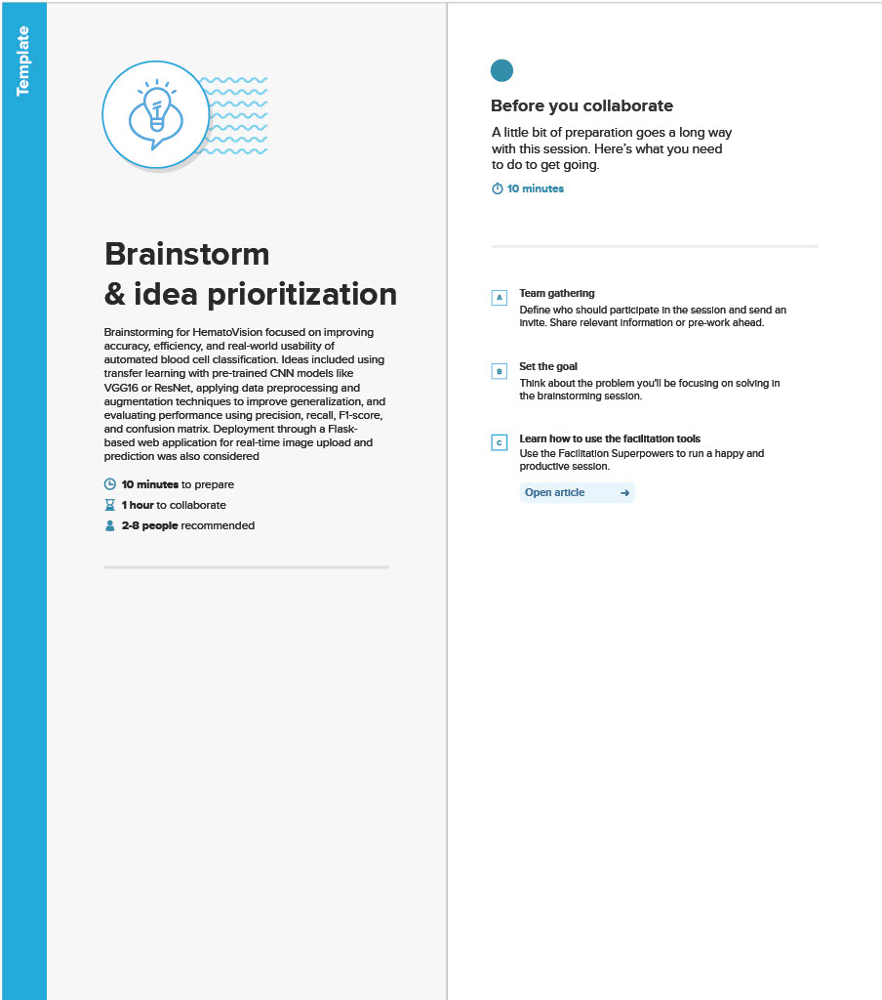 Template
Brainstorm
& idea prioritization
Brainstorming for HematoVision focused on improving
accuracy, efficiency, and real-world usability of
automated blood cell classification. Ideas included using
transfer learning with pre-trained CNN models like
VGG16 or ResNet, applying data preprocessing and
augmentation techniques to improve generalization, and
evaluating performance using precision, recall, F1-score,
and confusion matrix. Deployment through a Flask-
based web application for real-time image upload and
prediction was also considered
10 minutes to prepare
1 hour to collaborate
2-8 people recommended
Before you collaborate
A little bit of preparation goes a long way
with this session. Here’s what you need
to do to get going.
10 minutes
A
Team gathering
Define who should participate in the session and send an
invite. Share relevant information or pre-work ahead.
B
Set the goal
Think about the problem you'll be focusing on solving in
the brainstorming session.
C
Learn how to use the facilitation tools
Use the Facilitation Superpowers to run a happy and
productive session.
Open article